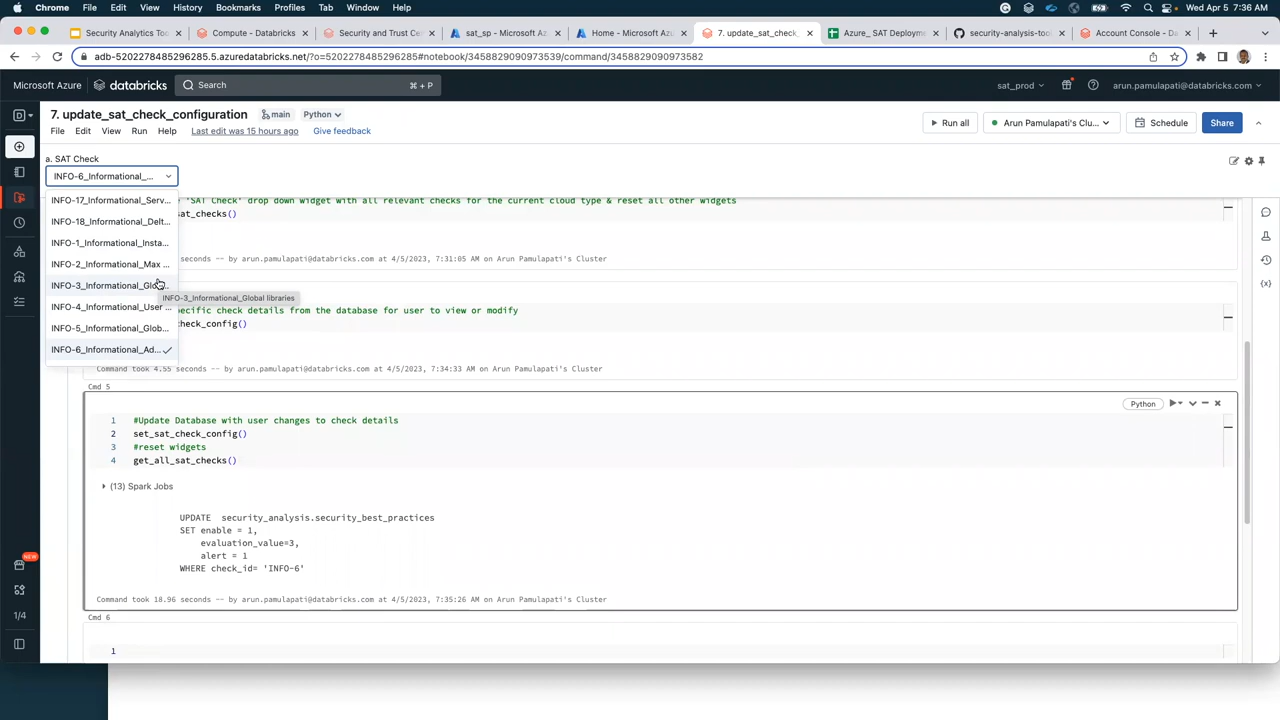 Chrome File Edit View History Bookmarks Profiles Tab Window Help Wed Apr 5 7:36 AM
Security Analytics Too Compute - Databricks Security and Trust Cen sat_sp - Microsoft Az Home - Microsoft Az 7. update_sat_check_ Azure_ SAT Deployme security-analysis-too Account Console - Da
adb-5202278485296285.5.azuredatabricks.net/?o=5202278485296285#notebook/3458829090973539/command/3458829090973582
Microsoft Azure databricks Search ⌘ + P sat_prod arun.pamulapati@databricks.com
7. update_sat_check_configuration main Python
File Edit View Run Help Last edit was 15 hours ago Give feedback
Run all Arun Pamulapati's Clu... Schedule Share
a. SAT Check
INFO-6_Informational_...
INFO-17_Informational_Serv...
INFO-18_Informational_Delt...
INFO-1_Informational_Insta...
INFO-2_Informational_Max ...
INFO-3_Informational_Glo...
INFO-3_Informational_Global libraries
INFO-4_Informational_User ...
INFO-5_Informational_Glob...
INFO-6_Informational_Ad...
'SAT Check' drop down widget with all relevant checks for the current cloud type & reset all other widgets
sat_checks()
seconds -- by arun.pamulapati@databricks.com at 4/5/2023, 7:31:05 AM on Arun Pamulapati's Cluster
specific check details from the database for user to view or modify
check_config()
Command took 4.55 seconds -- by arun.pamulapati@databricks.com at 4/5/2023, 7:34:33 AM on Arun Pamulapati's Cluster
Cmd 5
Python
1 #Update Database with user changes to check details
2 set_sat_check_config()
3 #reset widgets
4 get_all_sat_checks()
(13) Spark Jobs
UPDATE security_analysis.security_best_practices
SET enable = 1,
evaluation_value=3,
alert = 1
WHERE check_id= 'INFO-6'
Command took 18.96 seconds -- by arun.pamulapati@databricks.com at 4/5/2023, 7:35:26 AM on Arun Pamulapati's Cluster
Cmd 6
1
NEW
1/4